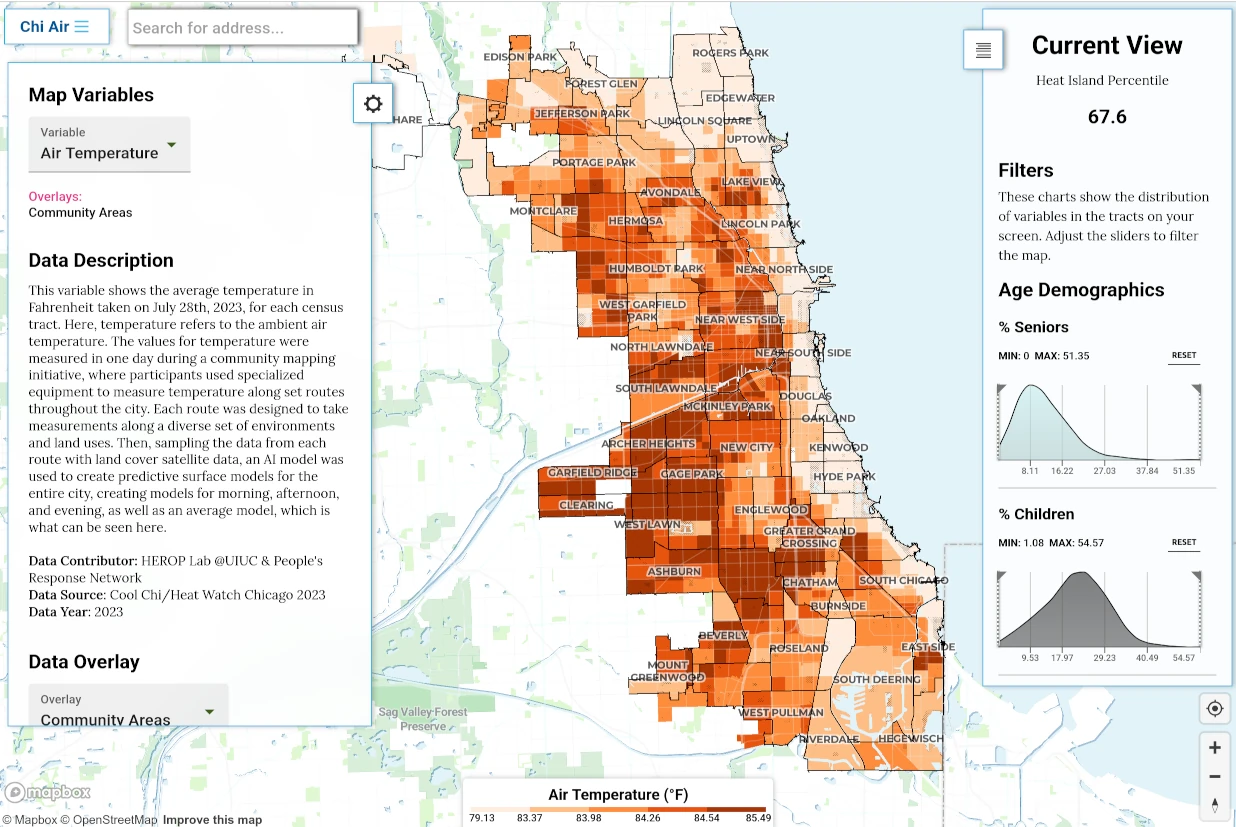 Chi Air
Search for address...
Map Variables
Variable
Air Temperature
Overlays:
Community Areas
Data Description
This variable shows the average temperature in
Fahrenheit taken on July 28th, 2023, for each census
tract. Here, temperature refers to the ambient air
temperature. The values for temperature were
measured in one day during a community mapping
initiative, where participants used specialized
equipment to measure temperature along set routes
throughout the city. Each route was designed to take
measurements along a diverse set of environments
and land uses. Then, sampling the data from each
route with land cover satellite data, an AI model was
used to create predictive surface models for the
entire city, creating models for morning, afternoon,
and evening, as well as an average model, which is
what can be seen here.
Data Contributor: HEROP Lab @UIUC & People's
Response Network
Data Source: Cool Chi/Heat Watch Chicago 2023
Data Year: 2023
Data Overlay
Overlay
Community Areas
HARE
EDISON PARK
ROGERS PARK
FOREST GLEN
EDGEWATER
JEFFERSON PARK
LINCOLN SQUARE
UPTOWN
PORTAGE PARK
LAKE VIEW
AVONDALE
MONTCLARE
HERMOSA
LINCOLN PARK
HUMBOLDT PARK
NEAR NORTH SIDE
WEST GARFIELD
PARK
NEAR WEST SIDE
NORTH LAWNDALE
NEAR SOUTH SIDE
SOUTH LAWNDALE
DOUGLAS
MCKINLEY PARK
OAKLAND
ARCHER HEIGHTS
NEW CITY
KENWOOD
GARFIELD RIDGE
GAGE PARK
HYDE PARK
CLEARING
ENGLEWOOD
WEST LAWN
GREATER GRAND
CROSSING
ASHBURN
CHATHAM
SOUTH CHICAGO
BURNSIDE
BEVERLY
ROSELAND
EAST SIDE
MOUNT
GREENWOOD
SOUTH DEERING
WEST PULLMAN
RIVERDALE
HEGEWISCH
Sag Valley Forest
Preserve
Air Temperature (°F)
79.13 83.37 83.98 84.26 84.54 85.49
Current View
Heat Island Percentile
67.6
Filters
These charts show the distribution
of variables in the tracts on your
screen. Adjust the sliders to filter
the map.
Age Demographics
% Seniors
MIN: 0 MAX: 51.35 RESET
8.11 16.22 27.03 37.84 51.35
% Children
MIN: 1.08 MAX: 54.57 RESET
9.53 17.97 29.23 40.49 54.57
mapbox
© Mapbox © OpenStreetMap Improve this map